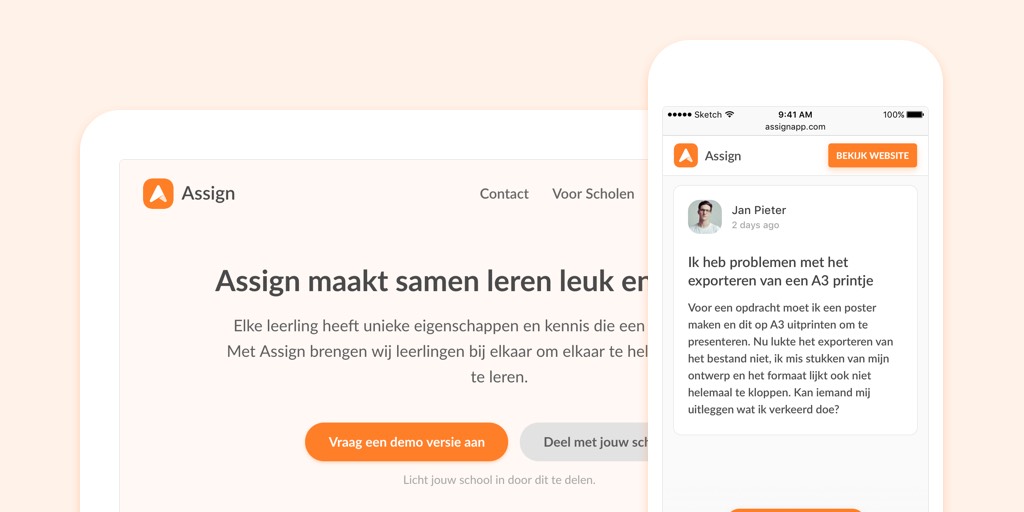 Assign
Contact
Voor Scholen
Assign maakt samen leren leuk en
Elke leerling heeft unieke eigenschappen en kennis die een
Met Assign brengen wij leerlingen bij elkaar om elkaar te
te leren.
Vraag een demo versie aan
Deel met jouw
Licht jouw school in door dit te delen.
Sketch
9:41 AM
100%
assignapp.com
Assign
BEKIJK WEBSITE
Jan Pieter
2 days ago
Ik heb problemen met het
exporteren van een A3 printje
Voor een opdracht moet ik een poster
maken en dit op A3 uitprinten om te
presenteren. Nu lukte het exporteren van
het bestand niet, ik mis stukken van mijn
ontwerp en het formaat lijkt ook niet
helemaal te kloppen. Kan iemand mij
uitleggen wat ik verkeerd doe?